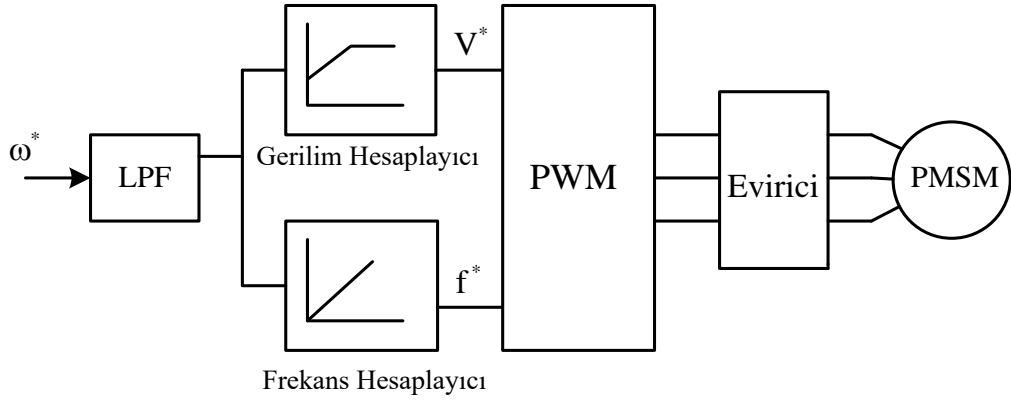 ω*
LPF
V*
Gerilim Hesaplayıcı
f*
Frekans Hesaplayıcı
PWM
Evirici
PMSM